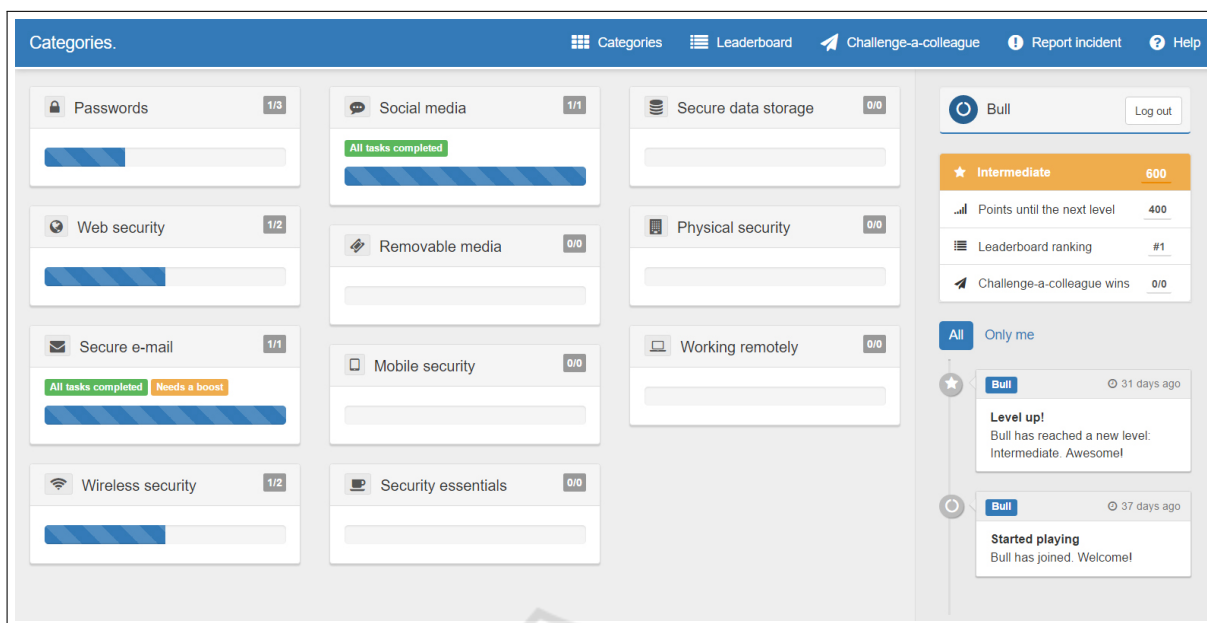 Categories.
Categories
Leaderboard
Challenge-a-colleague
Report incident
Help
Passwords
1/3
Web security
1/2
Secure e-mail
1/1
All tasks completed
Needs a boost
Wireless security
1/2
Social media
1/1
All tasks completed
Removable media
0/0
Mobile security
0/0
Security essentials
0/0
Secure data storage
0/0
Physical security
0/0
Working remotely
0/0
Bull
Log out
Intermediate 600
Points until the next level 400
Leaderboard ranking #1
Challenge-a-colleague wins 0/0
All Only me
Bull 31 days ago
Level up!
Bull has reached a new level:
Intermediate. Awesome!
Bull 37 days ago
Started playing
Bull has joined. Welcome!